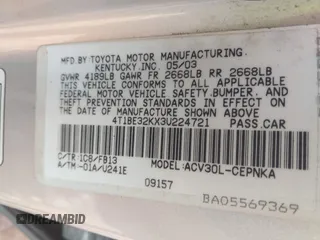 MFD. BY TOYOTA MOTOR MANUFACTURING,
KENTUCKY.INC. 05/03
GVWR 4189LB GAWR FR 2668LB RR 2668LB
THIS VEHICLE CONFORMS TO ALL APPLICABLE
FEDERAL MOTOR VEHICLE SAFETY,BUMPER, AND
THEFT PREVENTION STANDARDS IN EFFECT ON
THE DATE OF MANUFACTURE SHOWN ABOVE.
4T1BE32KX3U224721 PASS.CAR
C/TR:1C8/FB13 MODEL:ACV30L-CEPNKA
A/TM:-01A/U241E
09157
BA05569369